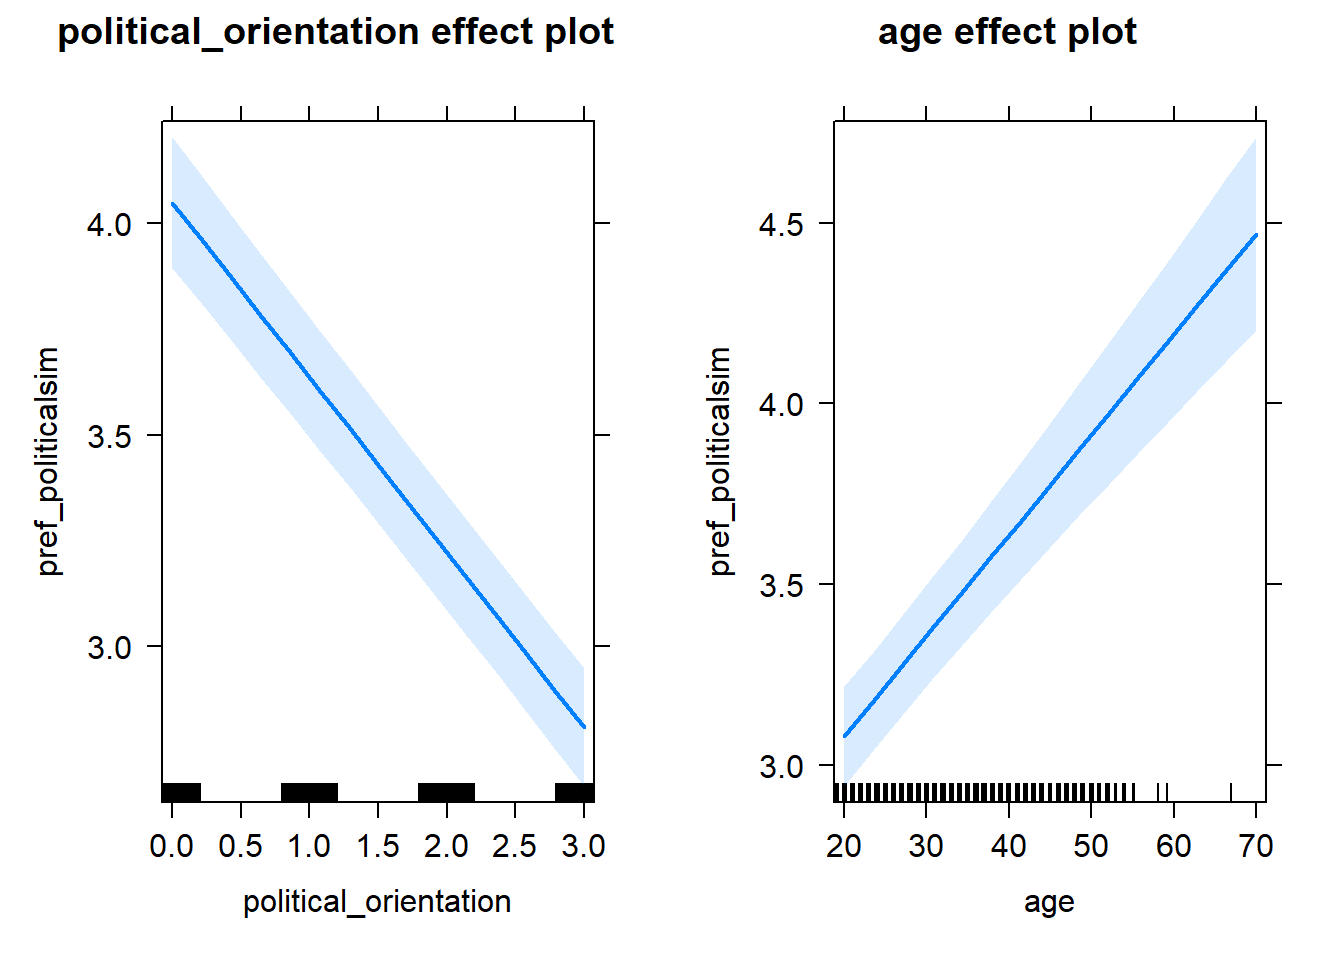 political_orientation effect plot
pref_politicalsim
4.0
3.5
3.0
0.0 0.5 1.0 1.5 2.0 2.5 3.0
political_orientation
age effect plot
pref_politicalsim
4.5
4.0
3.5
3.0
20 30 40 50 60 70
age